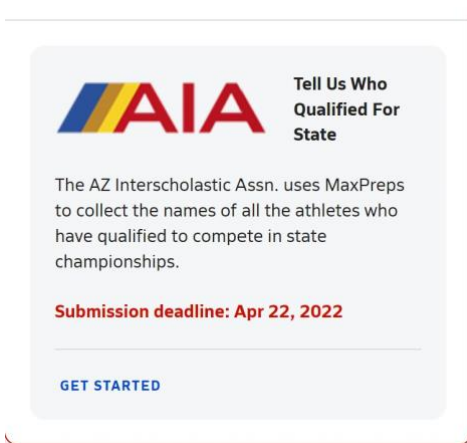 AIA
Tell Us Who
Qualified For
State
The AZ Interscholastic Assn. uses MaxPreps
to collect the names of all the athletes who
have qualified to compete in state
championships.
Submission deadline: Apr 22, 2022
GET STARTED